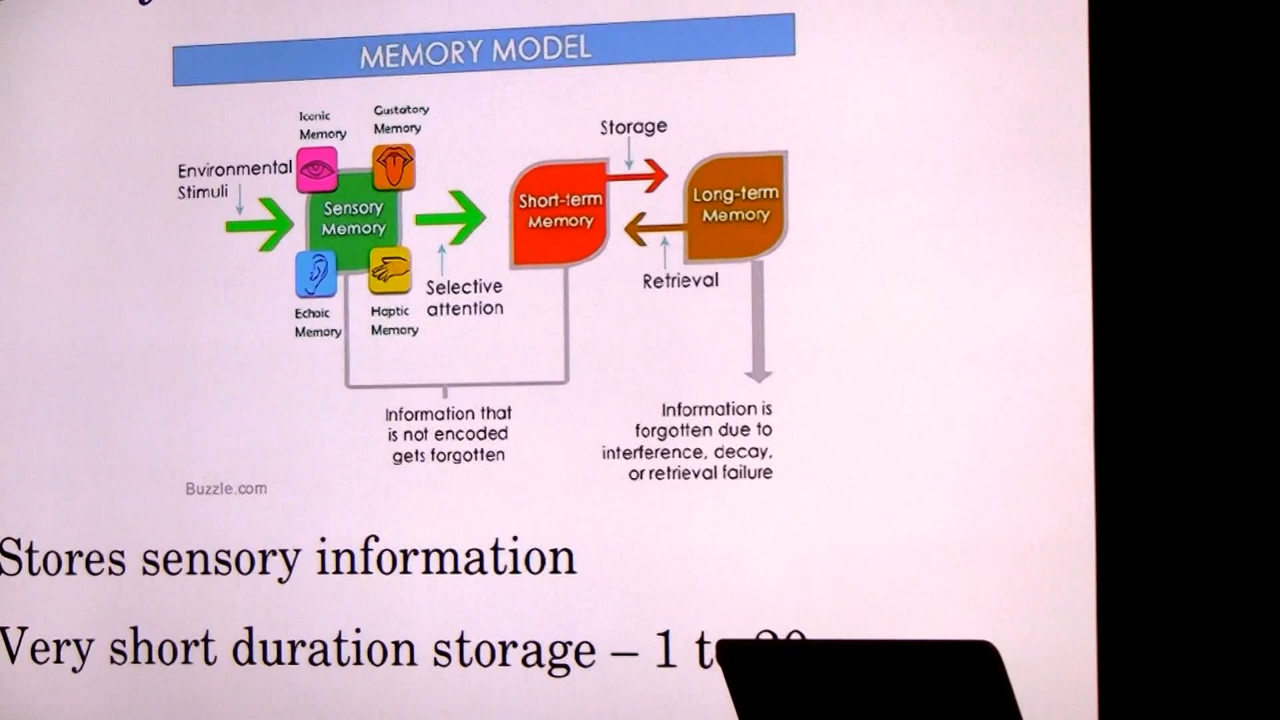 MEMORY MODEL
Iconic
Memory
Gustatory
Memory
Environmental
Stimuli
Sensory
Memory
Echoic
Memory
Haptic
Memory
Selective
attention
Short-term
Memory
Storage
Long-term
Memory
Retrieval
Information that
is not encoded
gets forgotten
Information is
forgotten due to
interference, decay,
or retrieval failure
Buzzle.com
Stores sensory information
Very short duration storage – 1